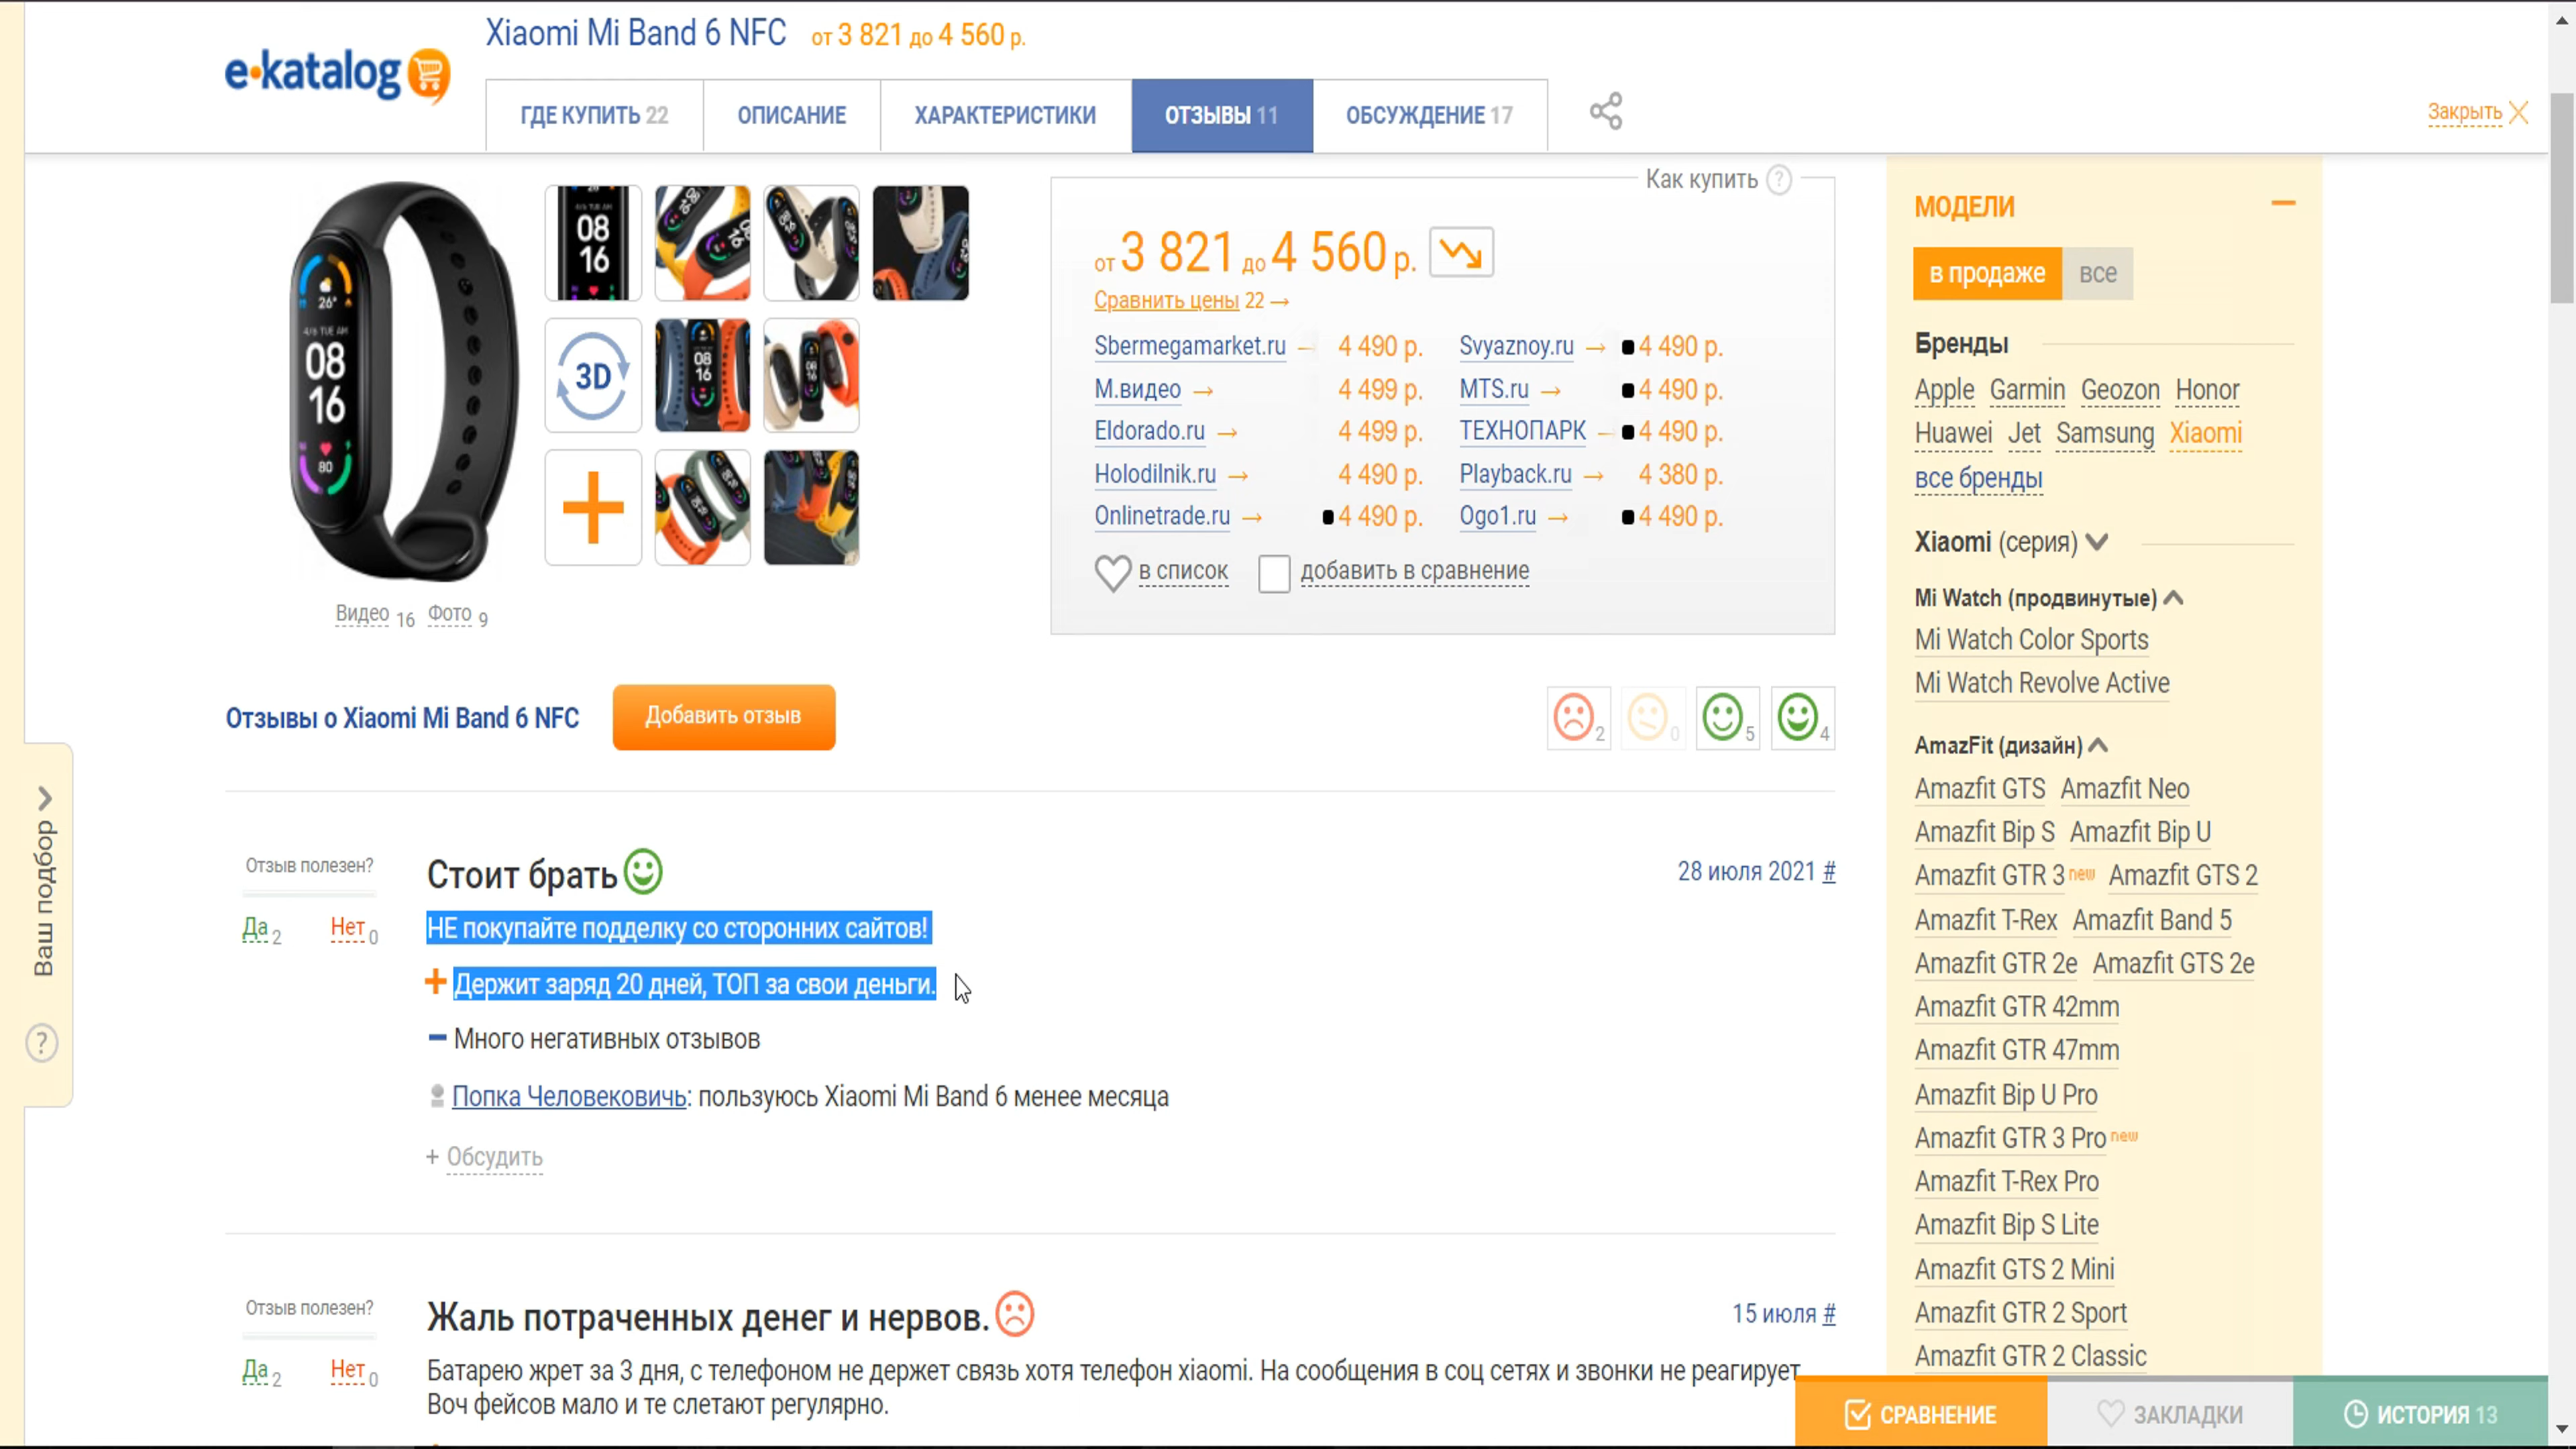 Xiaomi Mi Band 6 NFC от 3 821 до 4 560 р.
e-katalog
ГДЕ КУПИТЬ 22 ОПИСАНИЕ ХАРАКТЕРИСТИКИ ОТЗЫВЫ 11 ОБСУЖДЕНИЕ 17
Закрыть
Как купить ?
от 3 821 до 4 560 р.
Сравнить цены 22 →
Sbermegamarket.ru → 4 490 р. Svyaznoy.ru → 4 490 р.
М.видео → 4 499 р. MTS.ru → 4 490 р.
Eldorado.ru → 4 499 р. ТЕХНОПАРК → 4 490 р.
Holodilnik.ru → 4 490 р. Playback.ru → 4 380 р.
Onlinetrade.ru → 4 490 р. Ogo1.ru → 4 490 р.
в список добавить в сравнение
26°
4/6 TUE AM
08
16
80
08
16
3D
08
16
Видео 16 Фото 9
Отзывы о Xiaomi Mi Band 6 NFC Добавить отзыв 2 0 5 4
Отзыв полезен?
Да 2 Нет 0
Стоит брать 28 июля 2021 #
НЕ покупайте подделку со сторонних сайтов!
+ Держит заряд 20 дней, ТОП за свои деньги.
– Много негативных отзывов
Попка Человековичь: пользуюсь Xiaomi Mi Band 6 менее месяца
+ Обсудить
Отзыв полезен?
Да 2 Нет 0
Жаль потраченных денег и нервов. 15 июля #
Батарею жрет за 3 дня, с телефоном не держет связь хотя телефон xiaomi. На сообщения в соц сетях и звонки не реагирует
Воч фейсов мало и те слетают регулярно.
Ваш подбор
?
МОДЕЛИ
в продаже все
Бренды
Apple Garmin Geozon Honor
Huawei Jet Samsung Xiaomi
все бренды
Xiaomi (серия)
Mi Watch (продвинутые)
Mi Watch Color Sports
Mi Watch Revolve Active
AmazFit (дизайн)
Amazfit GTS Amazfit Neo
Amazfit Bip S Amazfit Bip U
Amazfit GTR 3 new Amazfit GTS 2
Amazfit T-Rex Amazfit Band 5
Amazfit GTR 2e Amazfit GTS 2e
Amazfit GTR 42mm
Amazfit GTR 47mm
Amazfit Bip U Pro
Amazfit GTR 3 Pro new
Amazfit T-Rex Pro
Amazfit Bip S Lite
Amazfit GTS 2 Mini
Amazfit GTR 2 Sport
Amazfit GTR 2 Classic
СРАВНЕНИЕ ЗАКЛАДКИ ИСТОРИЯ 13